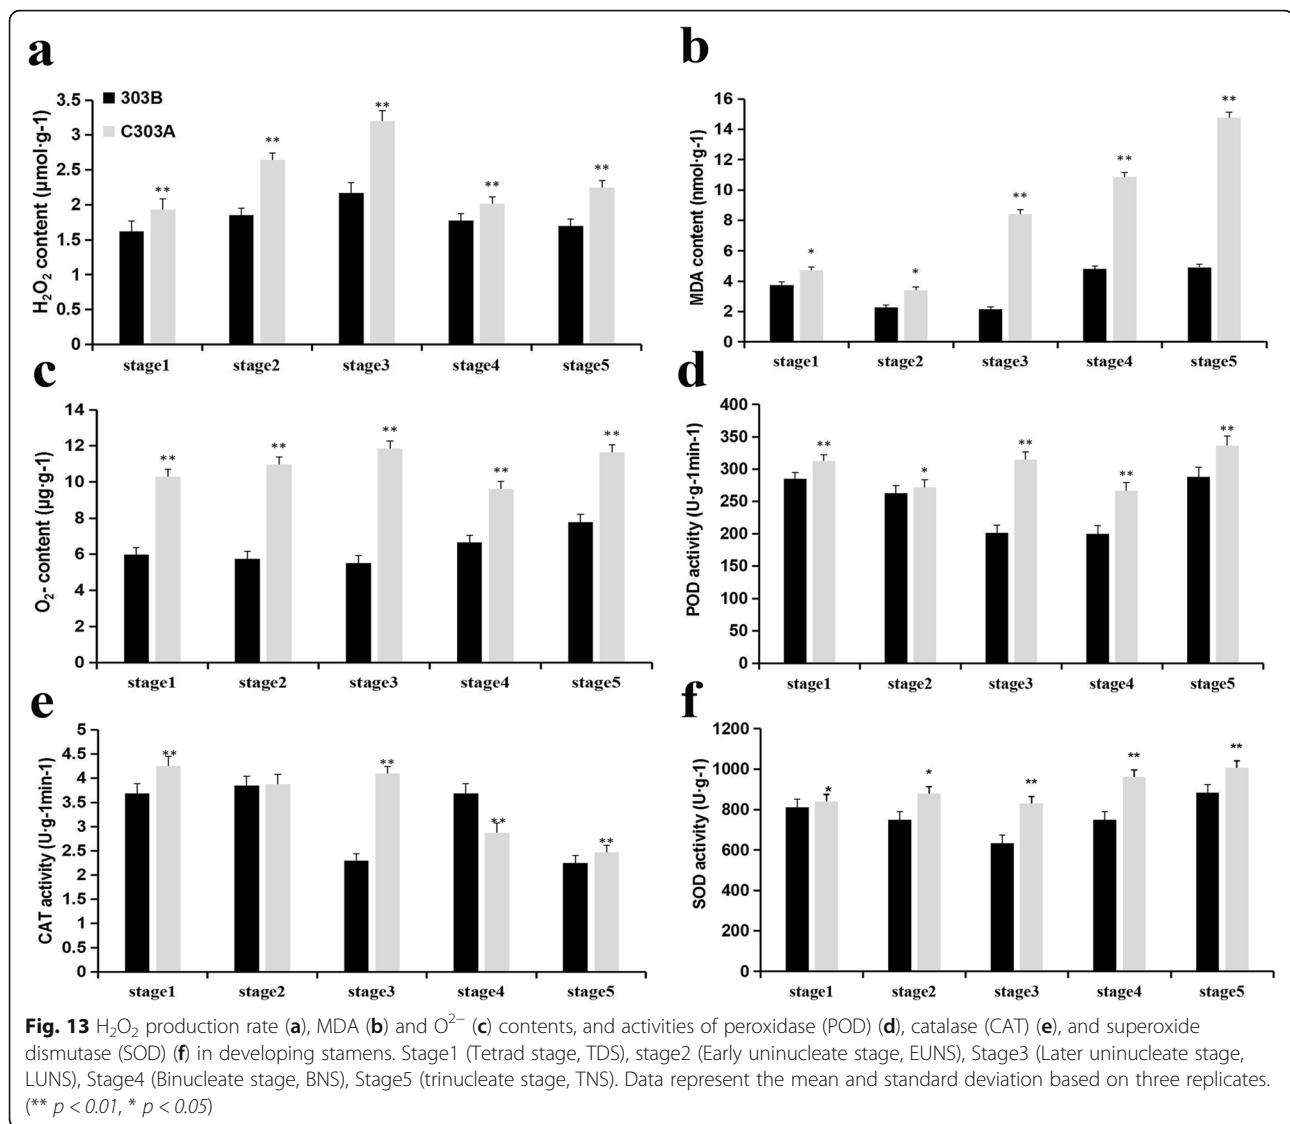 a
303B
C303A
H₂O₂ content (μmol·g-1)
3.5
3
2.5
2
1.5
1
0.5
0
** ** ** ** **
stage1 stage2 stage3 stage4 stage5
b
MDA content (nmol·g-1)
16
14
12
10
8
6
4
2
0
* * ** ** **
stage1 stage2 stage3 stage4 stage5
c
O₂- content (μg·g-1)
14
12
10
8
6
4
2
0
** ** ** ** **
stage1 stage2 stage3 stage4 stage5
d
POD activity (U·g-1min-1)
400
350
300
250
200
150
100
50
0
** * ** ** **
stage1 stage2 stage3 stage4 stage5
e
CAT activity (U·g-1min-1)
5
4.5
4
3.5
3
2.5
2
1.5
1
0.5
0
** ** ** **
stage1 stage2 stage3 stage4 stage5
f
SOD activity (U·g-1)
1200
1000
800
600
400
200
0
* * ** ** **
stage1 stage2 stage3 stage4 stage5
Fig. 13 H₂O₂ production rate (a), MDA (b) and O²⁻ (c) contents, and activities of peroxidase (POD) (d), catalase (CAT) (e), and superoxide
dismutase (SOD) (f) in developing stamens. Stage1 (Tetrad stage, TDS), stage2 (Early uninucleate stage, EUNS), Stage3 (Later uninucleate stage,
LUNS), Stage4 (Binucleate stage, BNS), Stage5 (trinucleate stage, TNS). Data represent the mean and standard deviation based on three replicates.
(** p < 0.01, * p < 0.05)